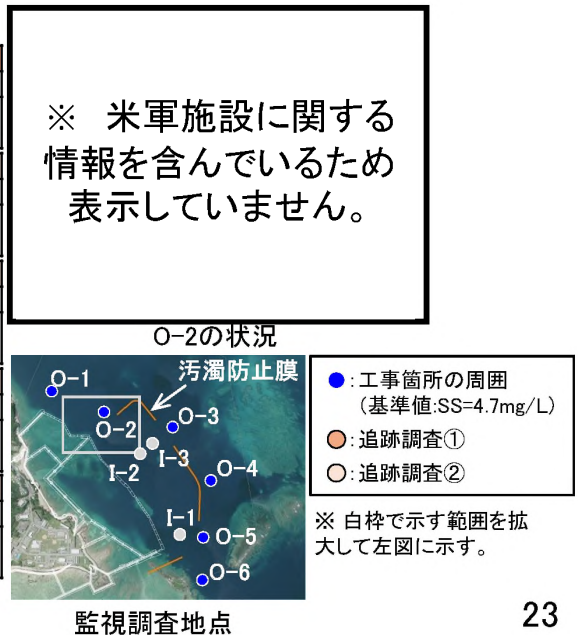 ※ 米軍施設に関する
情報を含んでいるため
表示していません。
O-2の状況
汚濁防止膜
O-1
O-2
O-3
I-3
I-2
O-4
I-1
O-5
O-6
監視調査地点
●:工事箇所の周囲
(基準値:SS=4.7mg/L)
●:追跡調査①
○:追跡調査②
※ 白枠で示す範囲を拡
大して左図に示す。
23